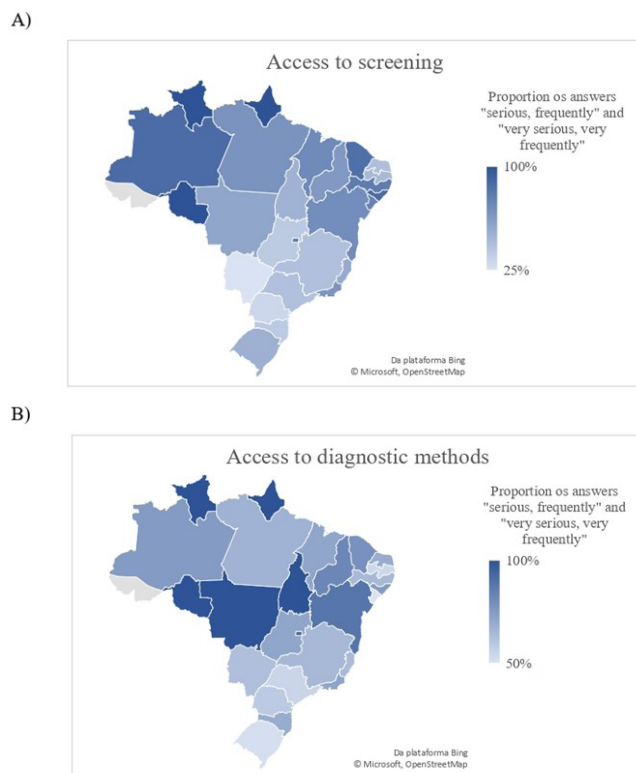 A)
Access to screening
Proportion os answers
"serious, frequently" and
"very serious, very
frequently"
100%
25%
Da plataforma Bing
© Microsoft, OpenStreetMap
B)
Access to diagnostic methods
Proportion os answers
"serious, frequently" and
"very serious, very
frequently"
100%
50%
Da plataforma Bing
© Microsoft, OpenStreetMap